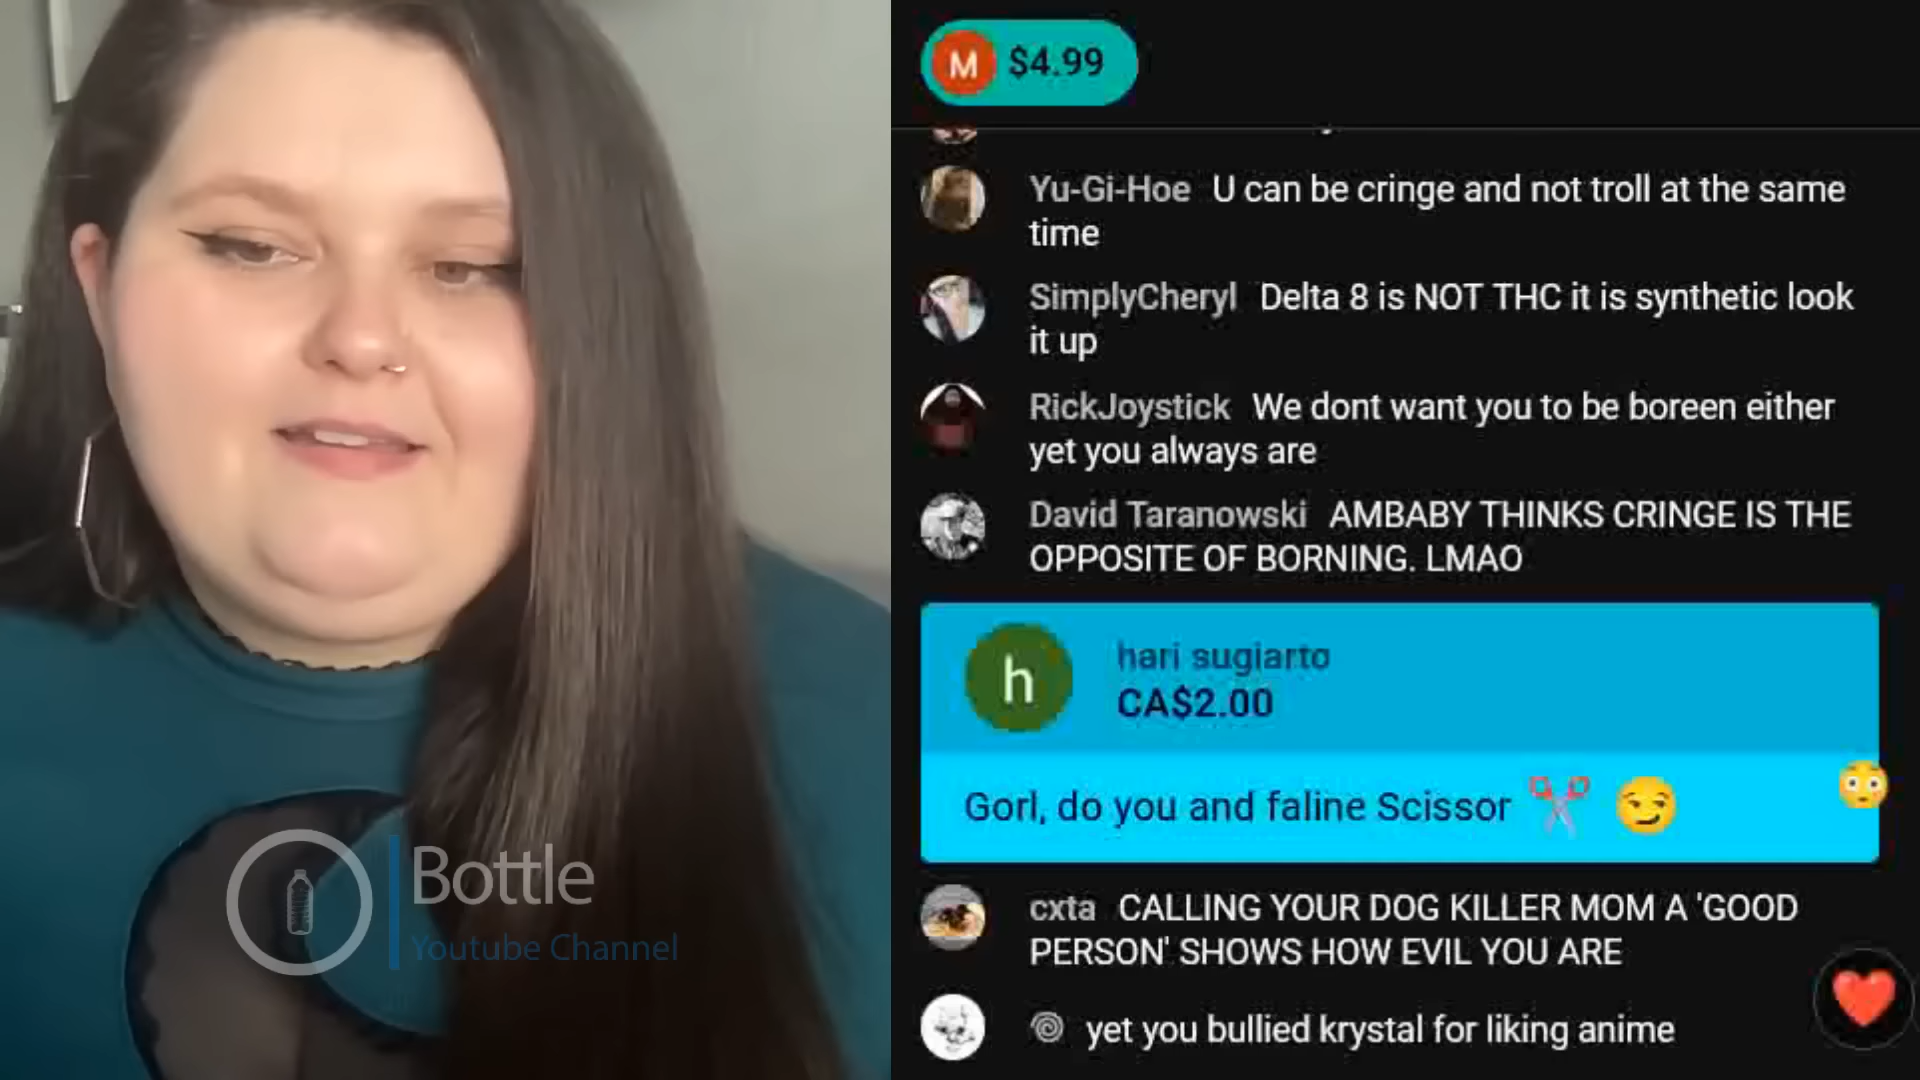 M $4.99
Yu-Gi-Hoe U can be cringe and not troll at the same
time
SimplyCheryl Delta 8 is NOT THC it is synthetic look
it up
RickJoystick We dont want you to be boreen either
yet you always are
David Taranowski AMBABY THINKS CRINGE IS THE
OPPOSITE OF BORNING. LMAO
h hari sugiarto
CA$2.00
Gorl, do you and faline Scissor
cxta CALLING YOUR DOG KILLER MOM A 'GOOD
PERSON' SHOWS HOW EVIL YOU ARE
yet you bullied krystal for liking anime
Bottle
Youtube Channel